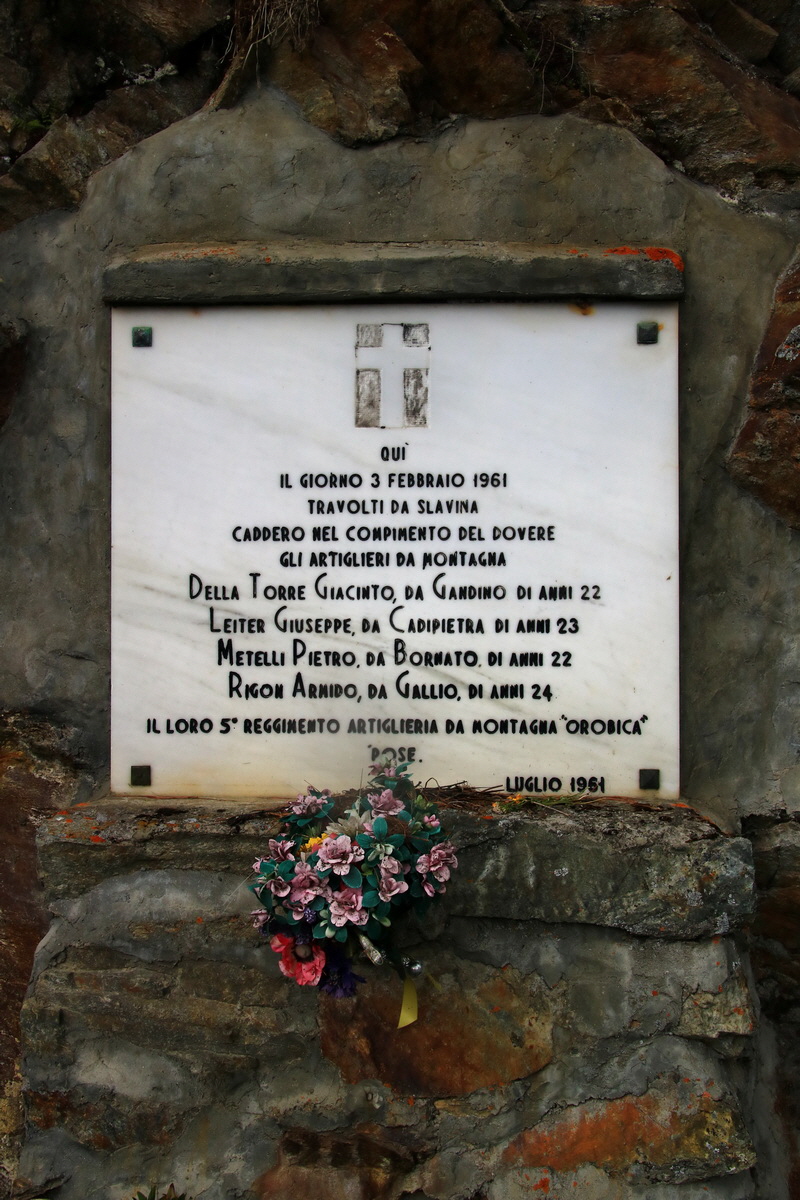 QUÌ
IL GIORNO 3 FEBBRAIO 1961
TRAVOLTI DA SLAVINA
CADDERO NEL COMPIMENTO DEL DOVERE
GLI ARTIGLIERI DA MONTAGNA
DELLA TORRE GIACINTO, DA GANDINO DI ANNI 22
LEITER GIUSEPPE, DA CADIPIETRA DI ANNI 23
METELLI PIETRO, DA BORNATO. DI ANNI 22
RIGON ARMIDO, DA GALLIO, DI ANNI 24
IL LORO 5° REGGIMENTO ARTIGLIERIA DA MONTAGNA "OROBICA"
POSE.
LUGLIO 1961